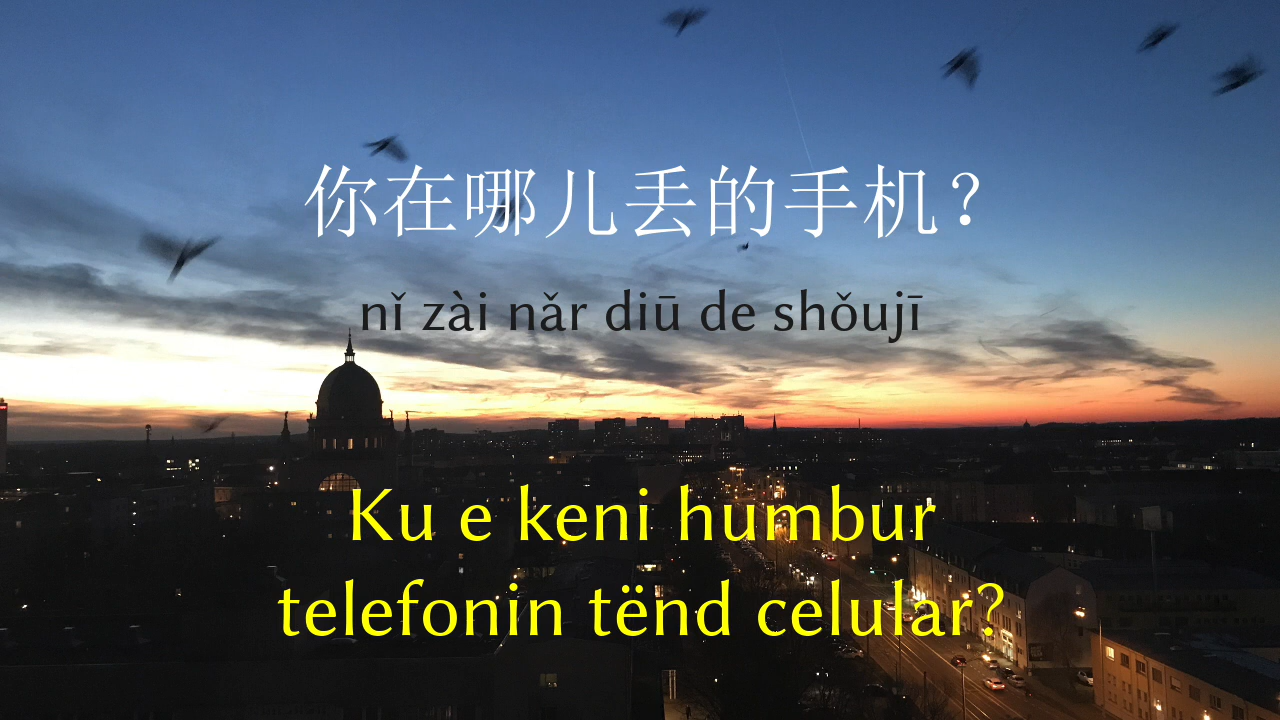 你在哪儿丢的手机？
nǐ zài nǎr diū de shǒujī
Ku e keni humbur
telefonin tënd celular?